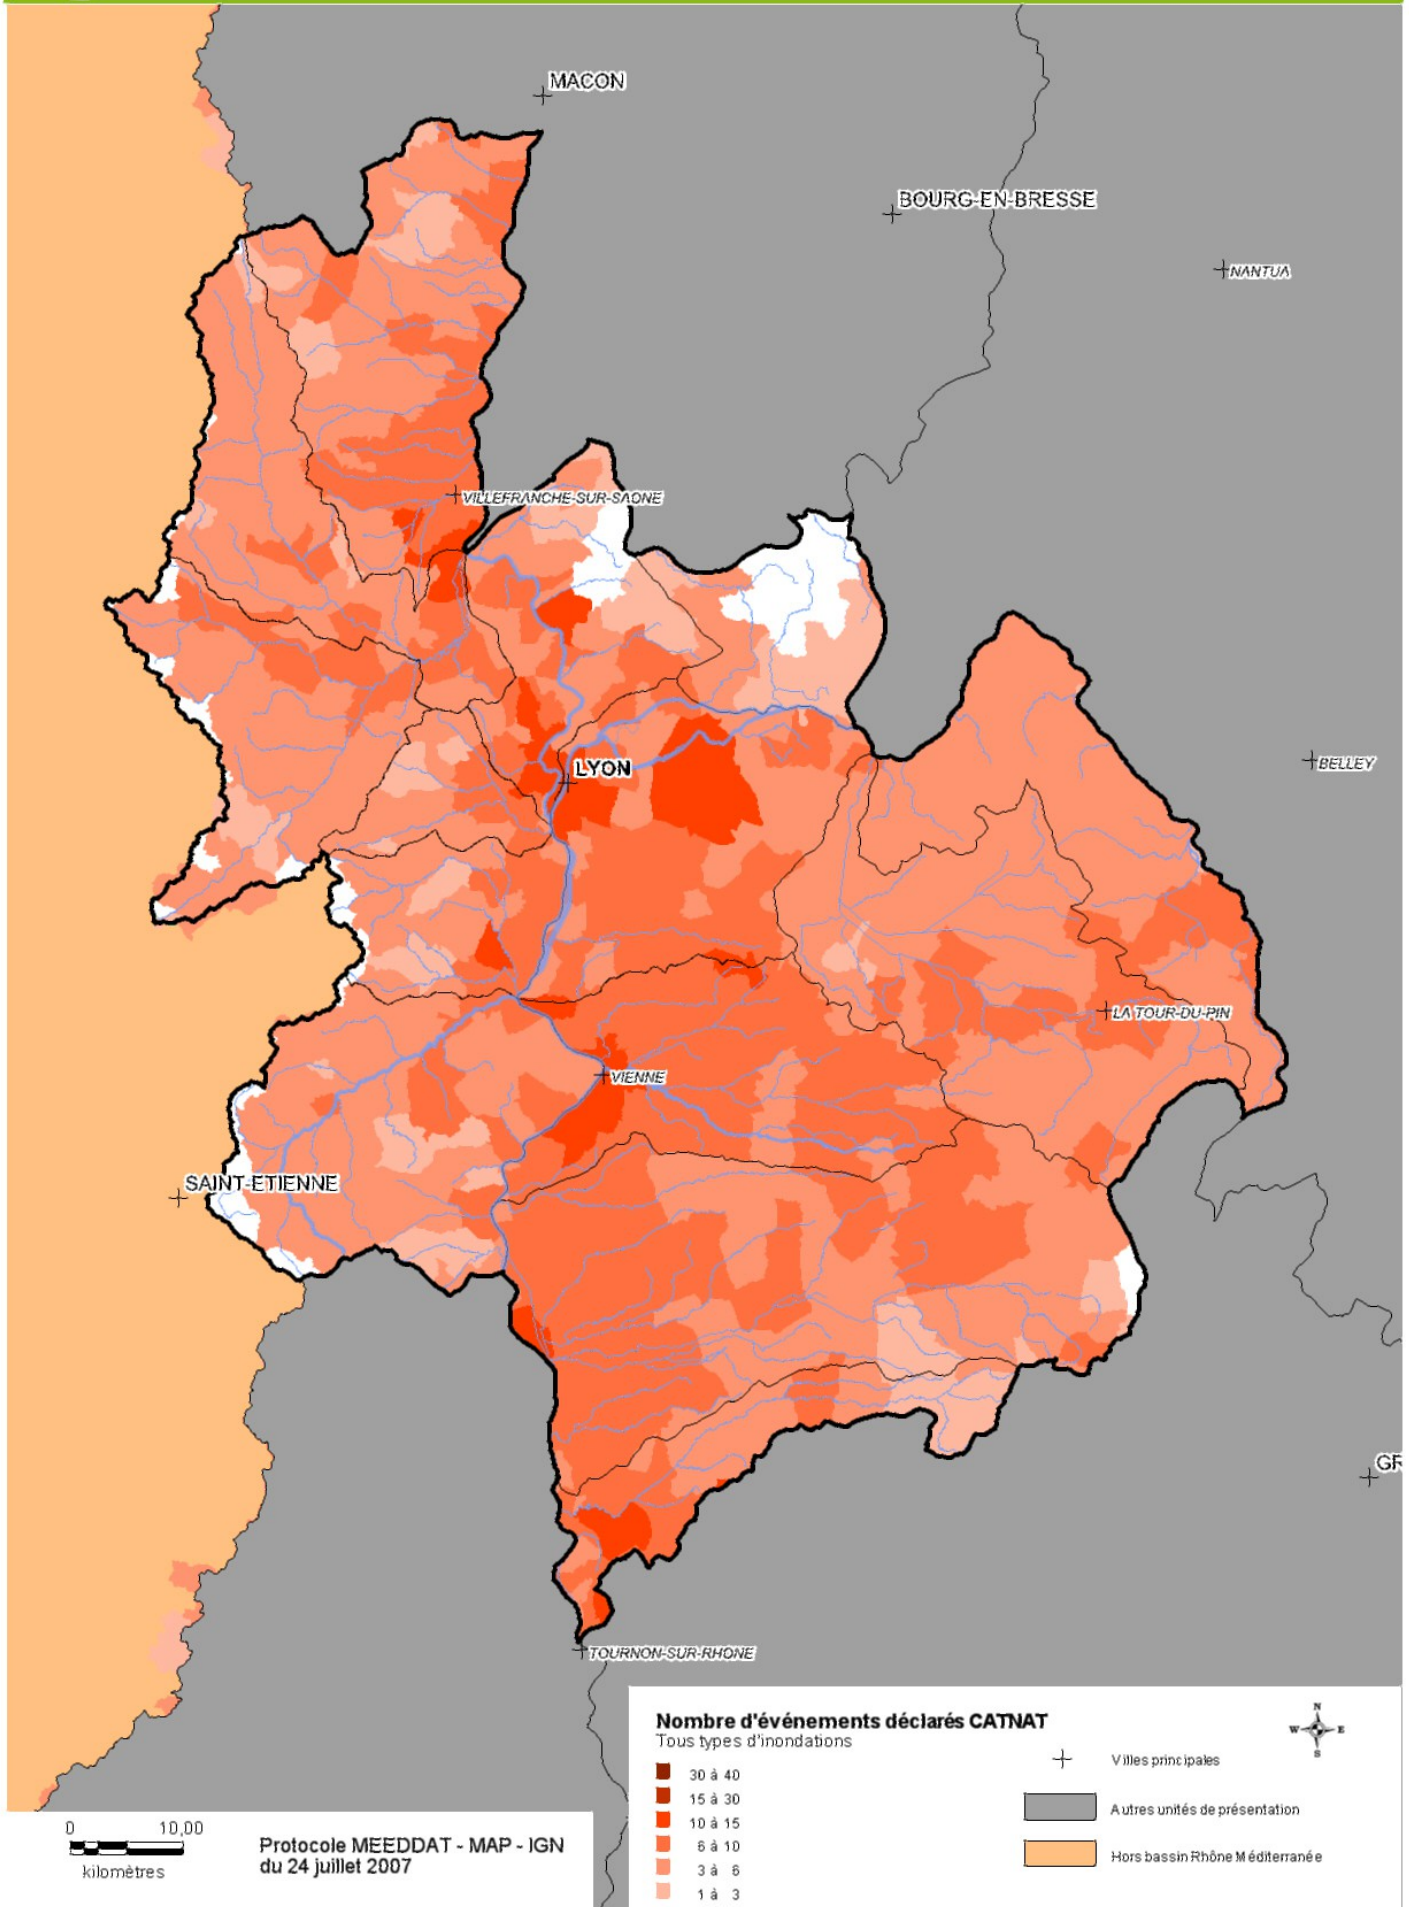 MACON
BOURG-EN-BRESSE
NANTUA
VILLEFRANCHE-SUR-SAONE
LYON
BELLEY
LA TOUR-DU-PIN
VIENNE
SAINT-ETIENNE
GR
TOURNON-SUR-RHONE
Nombre d'événements déclarés CATNAT
Tous types d'inondations
30 à 40
15 à 30
10 à 15
6 à 10
3 à 6
1 à 3
N
W E
S
Villes principales
Autres unités de présentation
Hors bassin Rhône Méditerranée
0 10,00
kilomètres
Protocole MEEDDAT - MAP - IGN
du 24 juillet 2007